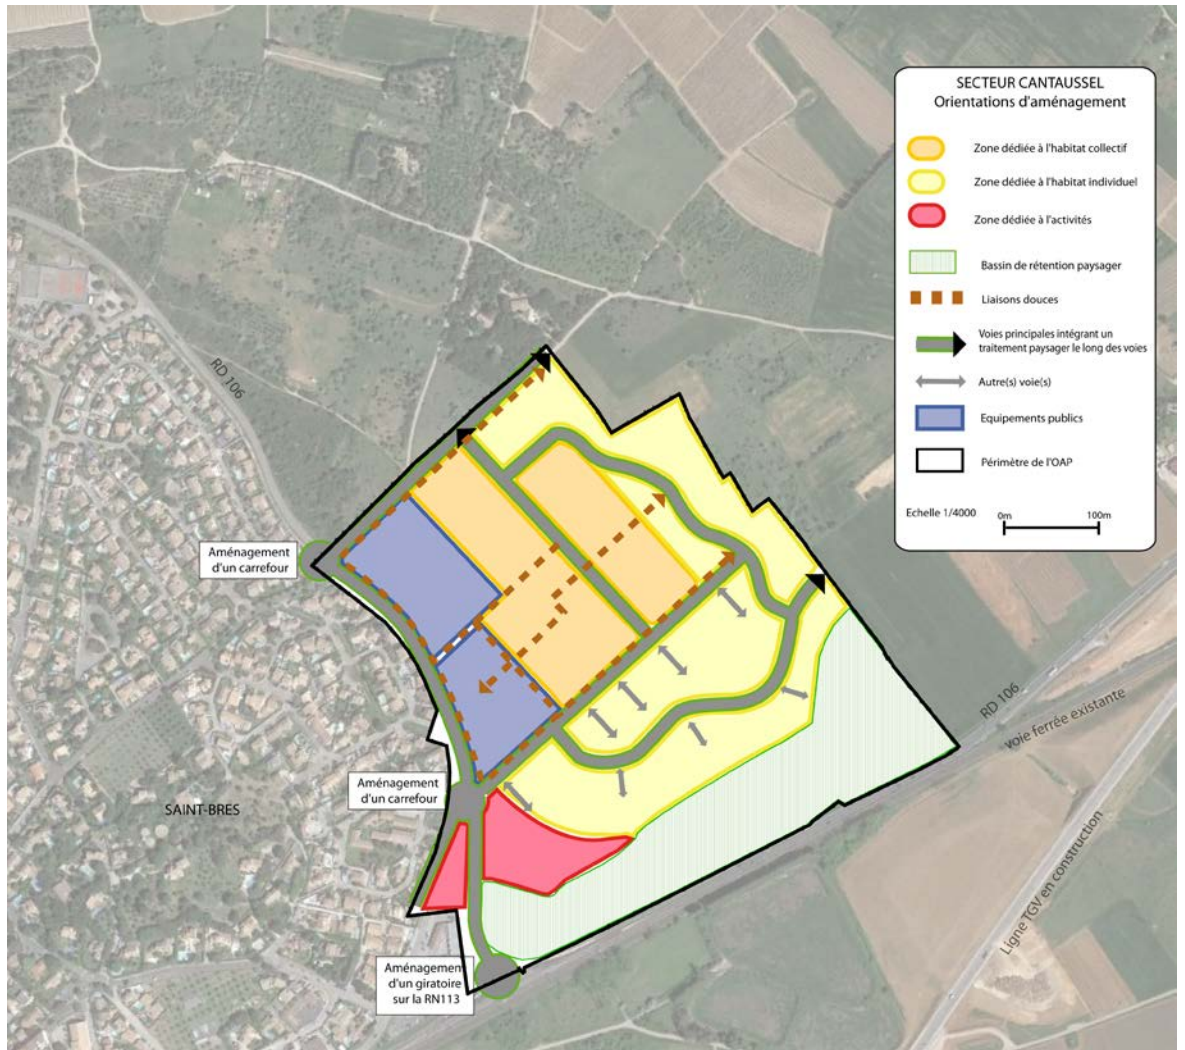 SECTEUR CANTAUSSEL
Orientations d'aménagement
Zone dédiée à l'habitat collectif
Zone dédiée à l'habitat individuel
Zone dédiée à l'activités
Bassin de rétention paysager
Liaisons douces
Voies principales intégrant un
traitement paysager le long des voies
Autre(s) voie(s)
Equipements publics
Périmètre de l'OAP
Echelle 1/4000
0m
100m
RD 106
Aménagement
d'un carrefour
RD 106
voie ferrée existante
Aménagement
d'un carrefour
SAINT-BRES
Ligne TGV en construction
Aménagement
d'un giratoire
sur la RN113